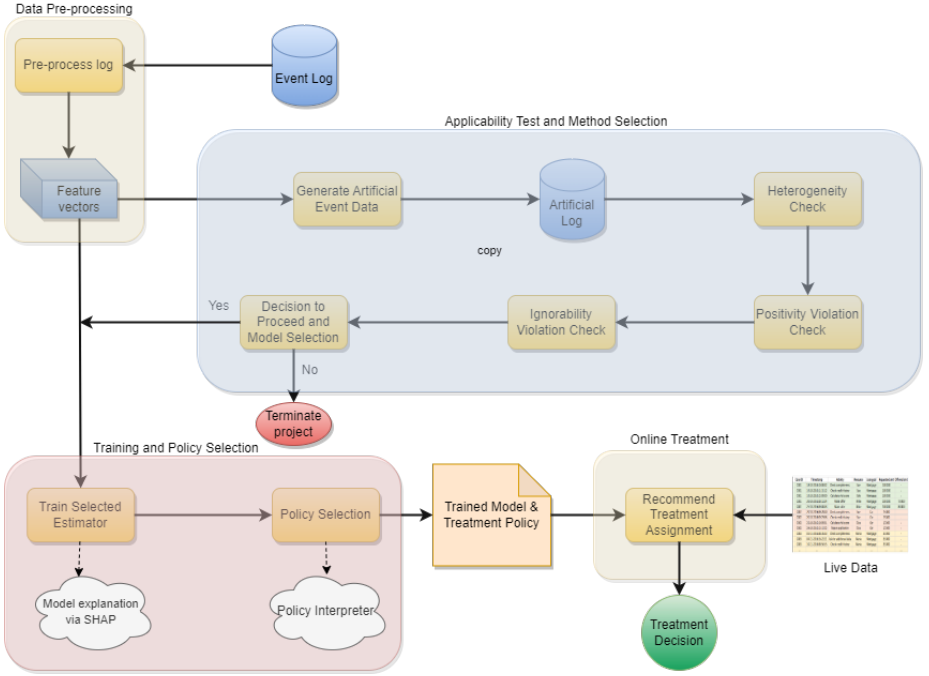 Data Pre-processing
Pre-process log
Event Log
Applicability Test and Method Selection
Feature
vectors
Generate Artificial
Event Data
Artificial
Log
Heterogeneity
Check
copy
Yes
Decision to
Proceed and
Model Selection
Ignorability
Violation Check
Positivity Violation
Check
No
Terminate
project
Training and Policy Selection
Online Treatment
Train Selected
Estimator
Policy Selection
Trained Model &
Treatment Policy
Recommend
Treatment
Assignment
Live Data
Model explanation
via SHAP
Policy Interpreter
Treatment
Decision